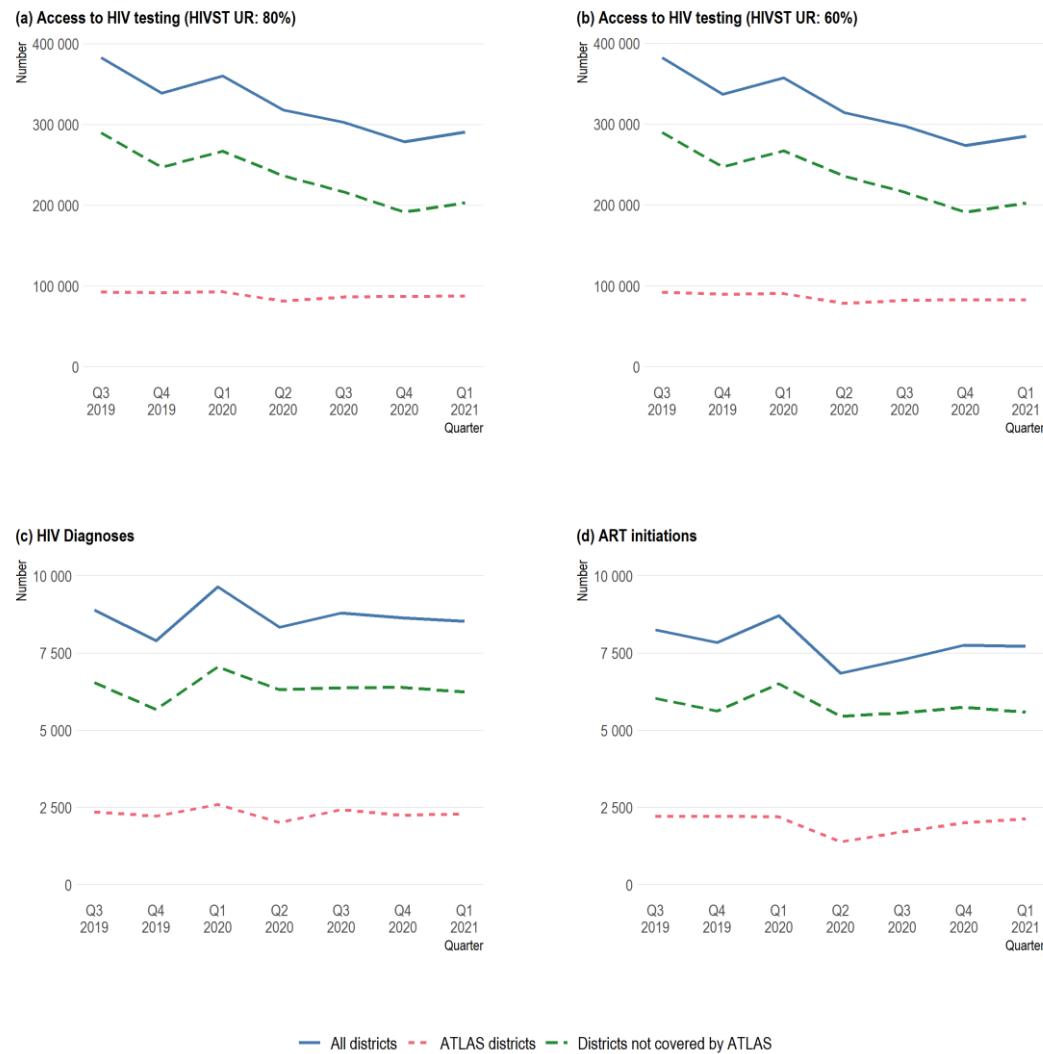 (a) Access to HIV testing (HIVST UR: 80%)
Number
400 000
300 000
200 000
100 000
0
Q3 Q4 Q1 Q2 Q3 Q4 Q1
2019 2019 2020 2020 2020 2020 2021
Quarter
(b) Access to HIV testing (HIVST UR: 60%)
Number
400 000
300 000
200 000
100 000
0
Q3 Q4 Q1 Q2 Q3 Q4 Q1
2019 2019 2020 2020 2020 2020 2021
Quarter
(c) HIV Diagnoses
Number
10 000
7 500
5 000
2 500
0
Q3 Q4 Q1 Q2 Q3 Q4 Q1
2019 2019 2020 2020 2020 2020 2021
Quarter
(d) ART initiations
Number
10 000
7 500
5 000
2 500
0
Q3 Q4 Q1 Q2 Q3 Q4 Q1
2019 2019 2020 2020 2020 2020 2021
Quarter
All districts ATLAS districts Districts not covered by ATLAS